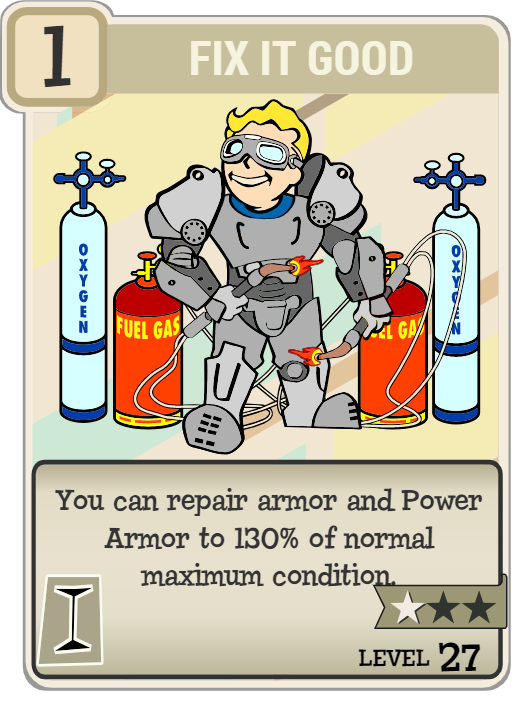 1
FIX IT GOOD
OXYGEN
FUEL GAS
FUEL GAS
OXYGEN
You can repair armor and Power
Armor to 130% of normal
maximum condition.
LEVEL 27